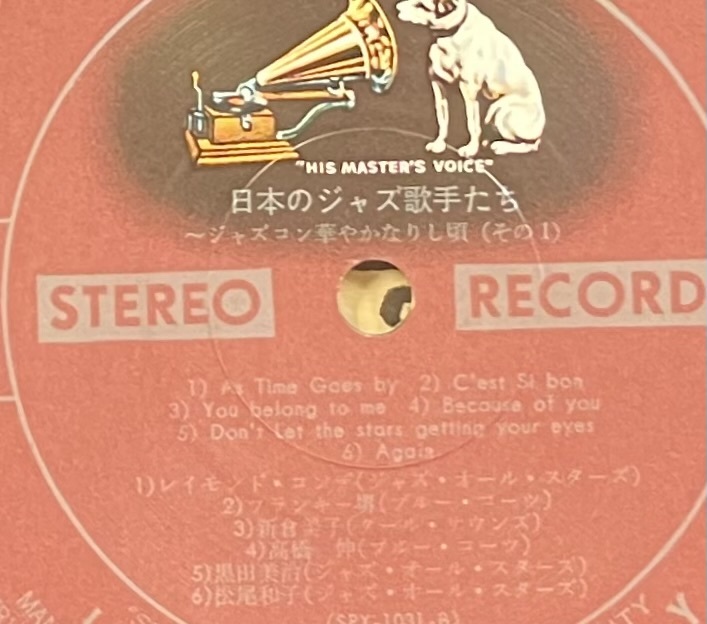 "HIS MASTER'S VOICE"
日本のジャズ歌手たち
〜ジャズコン華やかなりし頃 (その1)
STEREO RECORD
1) As Time Goes by 2) C'est Si bon
3) You belong to me 4) Because of you
5) Don't Let the stars getting your eyes
6) Again
1)レイモンド・コンデ(ジャズ・オール・スターズ)
2)フランキー堺(ブルー・コーツ)
3)新倉美子(クール・サウンズ)
4)高橋 伸(ブルー・コーツ)
5)黒田美治(ジャズ・オール・スターズ)
6)松尾和子(ジャズ・オール・スターズ)
(SPX-1031-B)